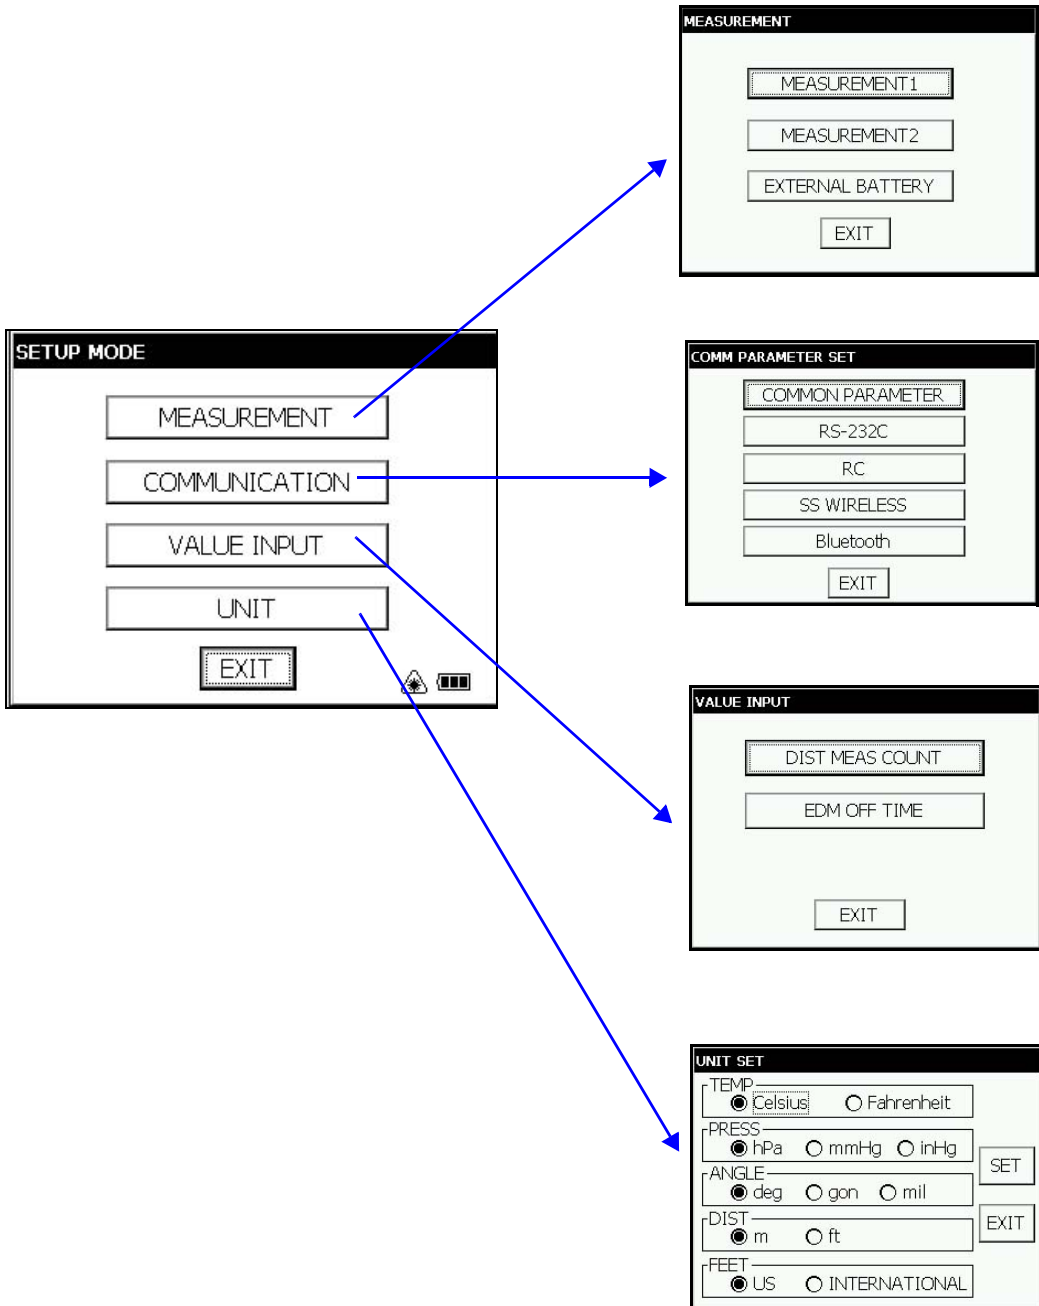 SETUP MODE
MEASUREMENT
COMMUNICATION
VALUE INPUT
UNIT
EXIT
MEASUREMENT
MEASUREMENT1
MEASUREMENT2
EXTERNAL BATTERY
EXIT
COMM PARAMETER SET
COMMON PARAMETER
RS-232C
RC
SS WIRELESS
Bluetooth
EXIT
VALUE INPUT
DIST MEAS COUNT
EDM OFF TIME
EXIT
UNIT SET
TEMP
Celsius Fahrenheit
PRESS
hPa mmHg inHg
ANGLE
deg gon mil
DIST
m ft
FEET
US INTERNATIONAL
SET
EXIT